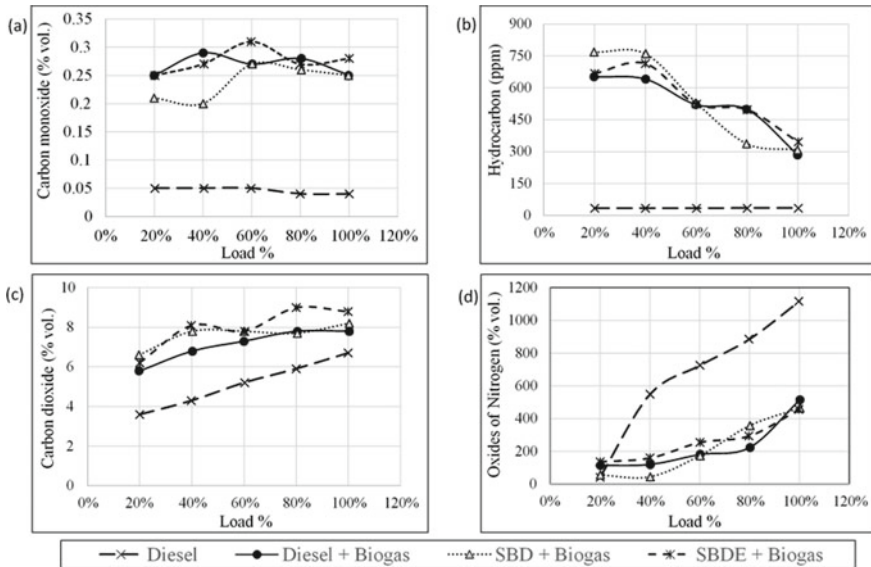 (a)
Carbon monoxide (% vol.)
0.35
0.3
0.25
0.2
0.15
0.1
0.05
0
0% 20% 40% 60% 80% 100% 120%
Load %
(b)
Hydrocarbon (ppm)
900
750
600
450
300
150
0
0% 20% 40% 60% 80% 100% 120%
Load %
(c)
Carbon dioxide (% vol.)
10
8
6
4
2
0
0% 20% 40% 60% 80% 100% 120%
Load %
(d)
Oxides of Nitrogen (% vol.)
1200
1000
800
600
400
200
0
0% 20% 40% 60% 80% 100% 120%
Load %
Diesel Diesel + Biogas SBD + Biogas SBDE + Biogas